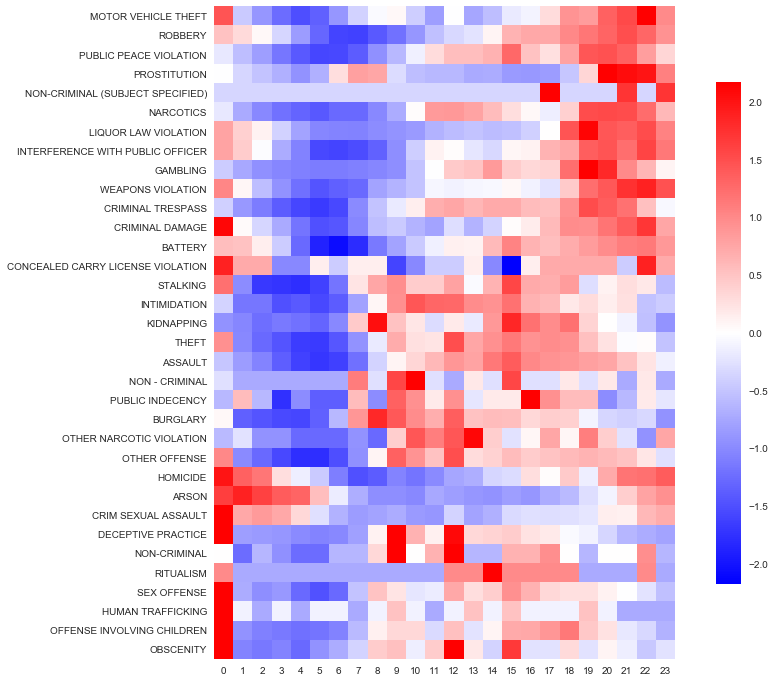 MOTOR VEHICLE THEFT
ROBBERY
PUBLIC PEACE VIOLATION
PROSTITUTION
NON-CRIMINAL (SUBJECT SPECIFIED)
NARCOTICS
LIQUOR LAW VIOLATION
INTERFERENCE WITH PUBLIC OFFICER
GAMBLING
WEAPONS VIOLATION
CRIMINAL TRESPASS
CRIMINAL DAMAGE
BATTERY
CONCEALED CARRY LICENSE VIOLATION
STALKING
INTIMIDATION
KIDNAPPING
THEFT
ASSAULT
NON - CRIMINAL
PUBLIC INDECENCY
BURGLARY
OTHER NARCOTIC VIOLATION
OTHER OFFENSE
HOMICIDE
ARSON
CRIM SEXUAL ASSAULT
DECEPTIVE PRACTICE
NON-CRIMINAL
RITUALISM
SEX OFFENSE
HUMAN TRAFFICKING
OFFENSE INVOLVING CHILDREN
OBSCENITY
0 1 2 3 4 5 6 7 8 9 10 11 12 13 14 15 16 17 18 19 20 21 22 23
2.0
1.5
1.0
0.5
0.0
−0.5
−1.0
−1.5
−2.0